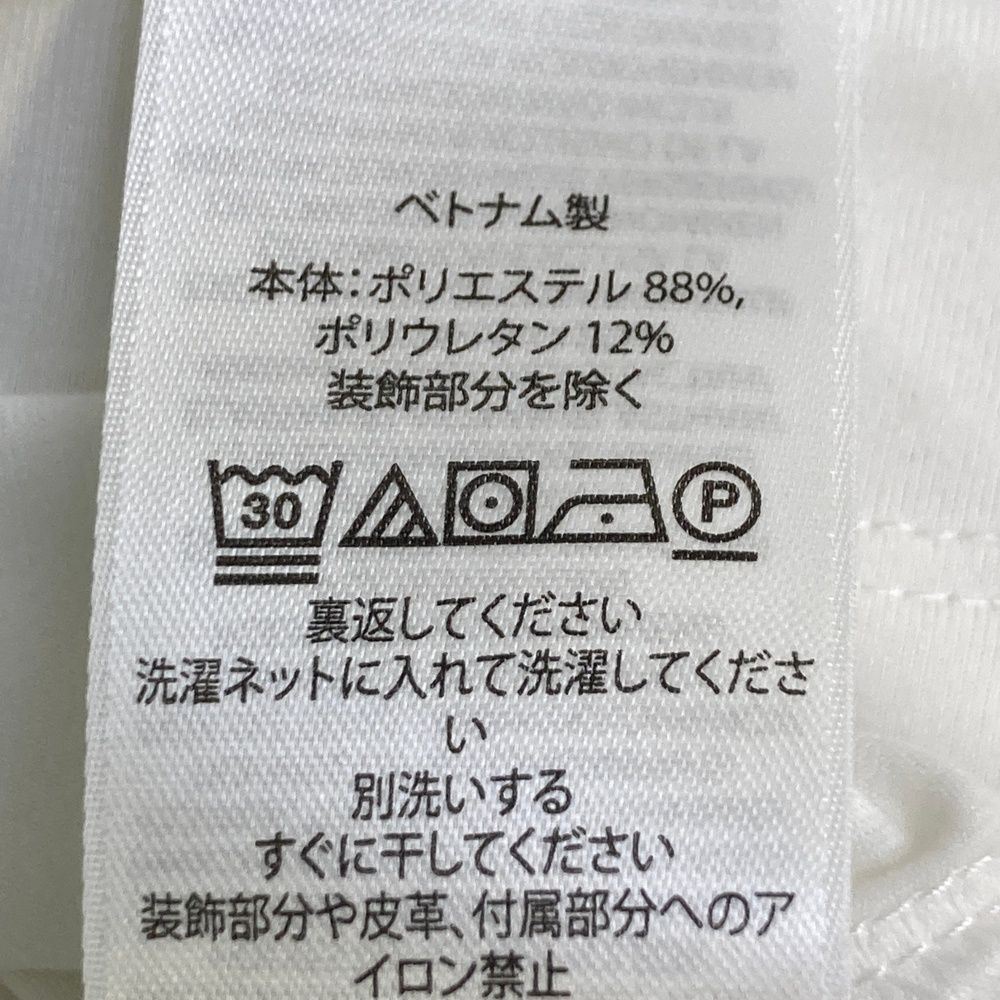 ベトナム製
本体：ポリエステル 88%,
ポリウレタン 12%
装飾部分を除く
30 P
裏返してください
洗濯ネットに入れて洗濯してくださ
い
別洗いする
すぐに干してください
装飾部分や皮革、付属部分へのア
イロン禁止